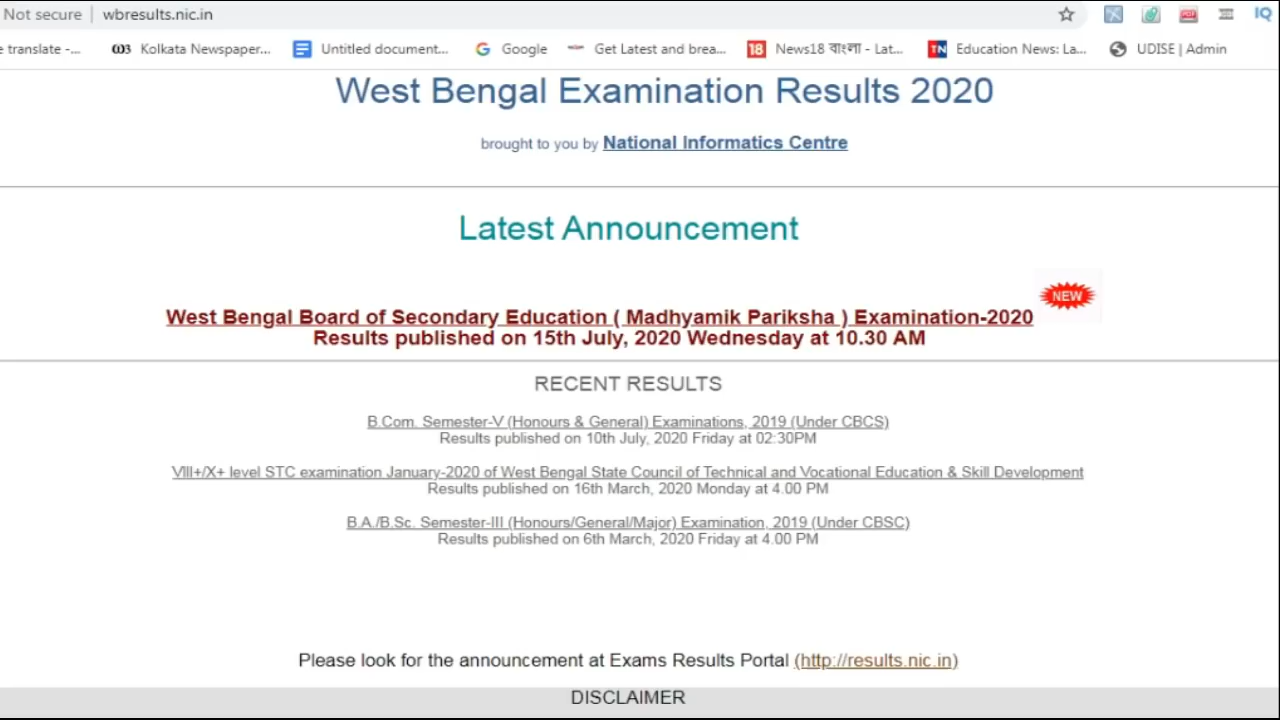 Not secure | wbresults.nic.in
e translate -...
Kolkata Newspaper...
Untitled document...
Google
Get Latest and brea...
18 News18 বাংলা - Lat...
TN Education News: La...
UDISE | Admin
West Bengal Examination Results 2020
brought to you by National Informatics Centre
Latest Announcement
NEW
West Bengal Board of Secondary Education ( Madhyamik Pariksha ) Examination-2020
Results published on 15th July, 2020 Wednesday at 10.30 AM
RECENT RESULTS
B.Com. Semester-V (Honours & General) Examinations, 2019 (Under CBCS)
Results published on 10th July, 2020 Friday at 02:30PM
VIII+/X+ level STC examination January-2020 of West Bengal State Council of Technical and Vocational Education & Skill Development
Results published on 16th March, 2020 Monday at 4.00 PM
B.A./B.Sc. Semester-III (Honours/General/Major) Examination, 2019 (Under CBSC)
Results published on 6th March, 2020 Friday at 4.00 PM
Please look for the announcement at Exams Results Portal (http://results.nic.in)
DISCLAIMER